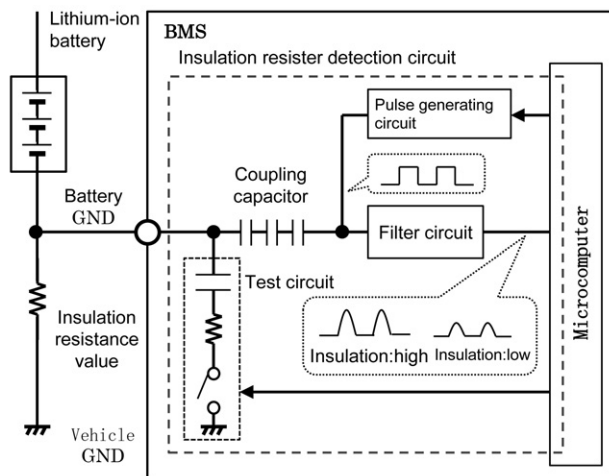 Lithium-ion
battery
BMS
Insulation resister detection circuit
Pulse generating
circuit
Coupling
capacitor
Battery
GND
Filter circuit
Test circuit
Insulation
resistance
value
Insulation:high
Insulation:low
Microcomputer
Vehicle
GND